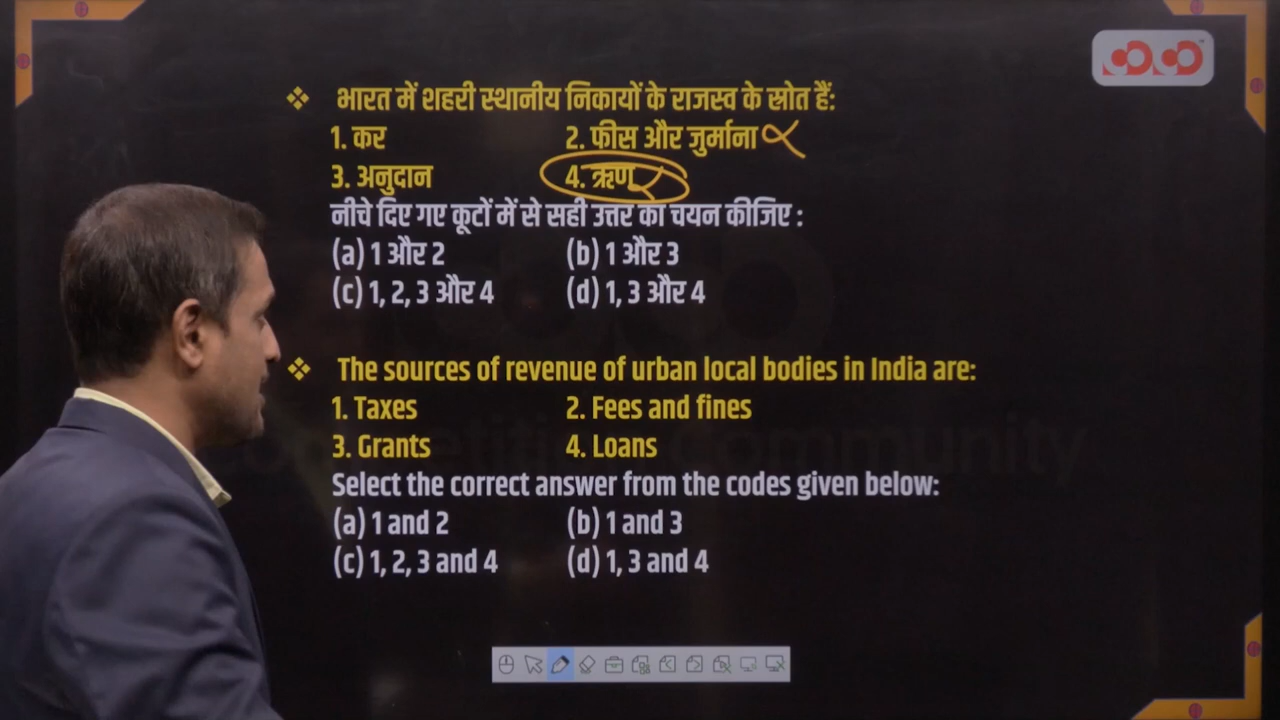 ❖ भारत में शहरी स्थानीय निकायों के राजस्व के स्रोत हैं:
1. कर 2. फीस और जुर्माना
3. अनुदान 4. ऋण
नीचे दिए गए कूटों में से सही उत्तर का चयन कीजिए :
(a) 1 और 2 (b) 1 और 3
(c) 1, 2, 3 और 4 (d) 1, 3 और 4
❖ The sources of revenue of urban local bodies in India are:
1. Taxes 2. Fees and fines
3. Grants 4. Loans
Select the correct answer from the codes given below:
(a) 1 and 2 (b) 1 and 3
(c) 1, 2, 3 and 4 (d) 1, 3 and 4